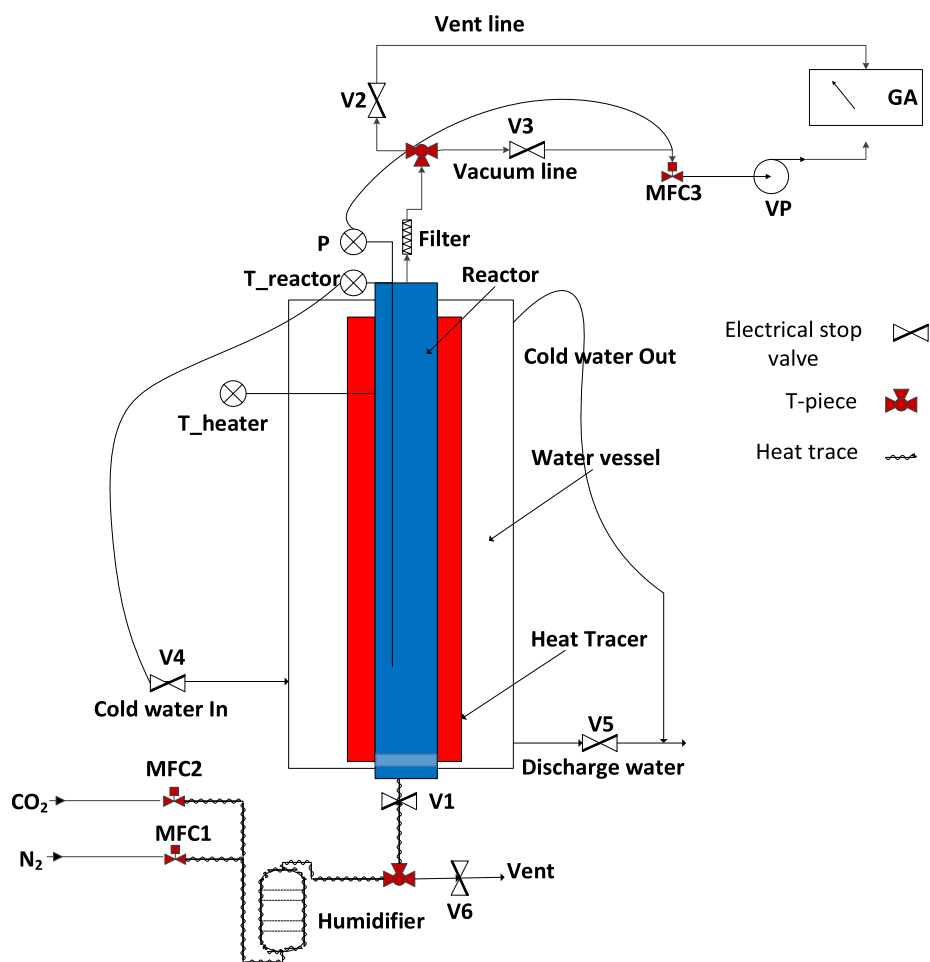 Vent line
V2
GA
V3
Vacuum line
MFC3
VP
P
Filter
T_reactor
Reactor
Electrical stop
valve
Cold water Out
T-piece
T_heater
Heat trace
Water vessel
Heat Tracer
V4
Cold water In
V5
Discharge water
MFC2
V1
CO₂
MFC1
N₂
Vent
V6
Humidifier